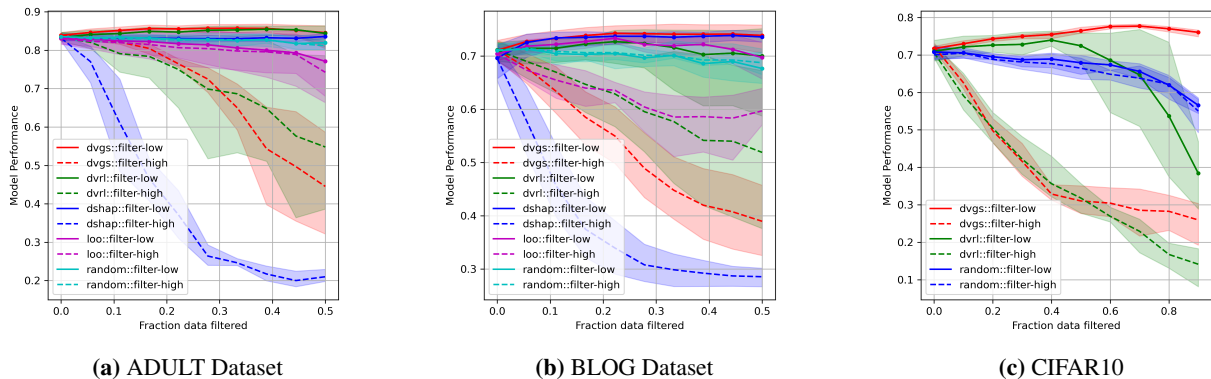 Model Performance
0.9
0.8
0.7
0.6
0.5
0.4
0.3
0.2
dvgs::filter-low
dvgs::filter-high
dvrl::filter-low
dvrl::filter-high
dshap::filter-low
dshap::filter-high
loo::filter-low
loo::filter-high
random::filter-low
random::filter-high
0.0 0.1 0.2 0.3 0.4 0.5
Fraction data filtered
(a) ADULT Dataset
Model Performance
0.7
0.6
0.5
0.4
0.3
dvgs::filter-low
dvgs::filter-high
dvrl::filter-low
dvrl::filter-high
dshap::filter-low
dshap::filter-high
loo::filter-low
loo::filter-high
random::filter-low
random::filter-high
0.0 0.1 0.2 0.3 0.4 0.5
Fraction data filtered
(b) BLOG Dataset
Model Performance
0.8
0.7
0.6
0.5
0.4
0.3
0.2
0.1
dvgs::filter-low
dvgs::filter-high
dvrl::filter-low
dvrl::filter-high
random::filter-low
random::filter-high
0.0 0.2 0.4 0.6 0.8
Fraction data filtered
(c) CIFAR10